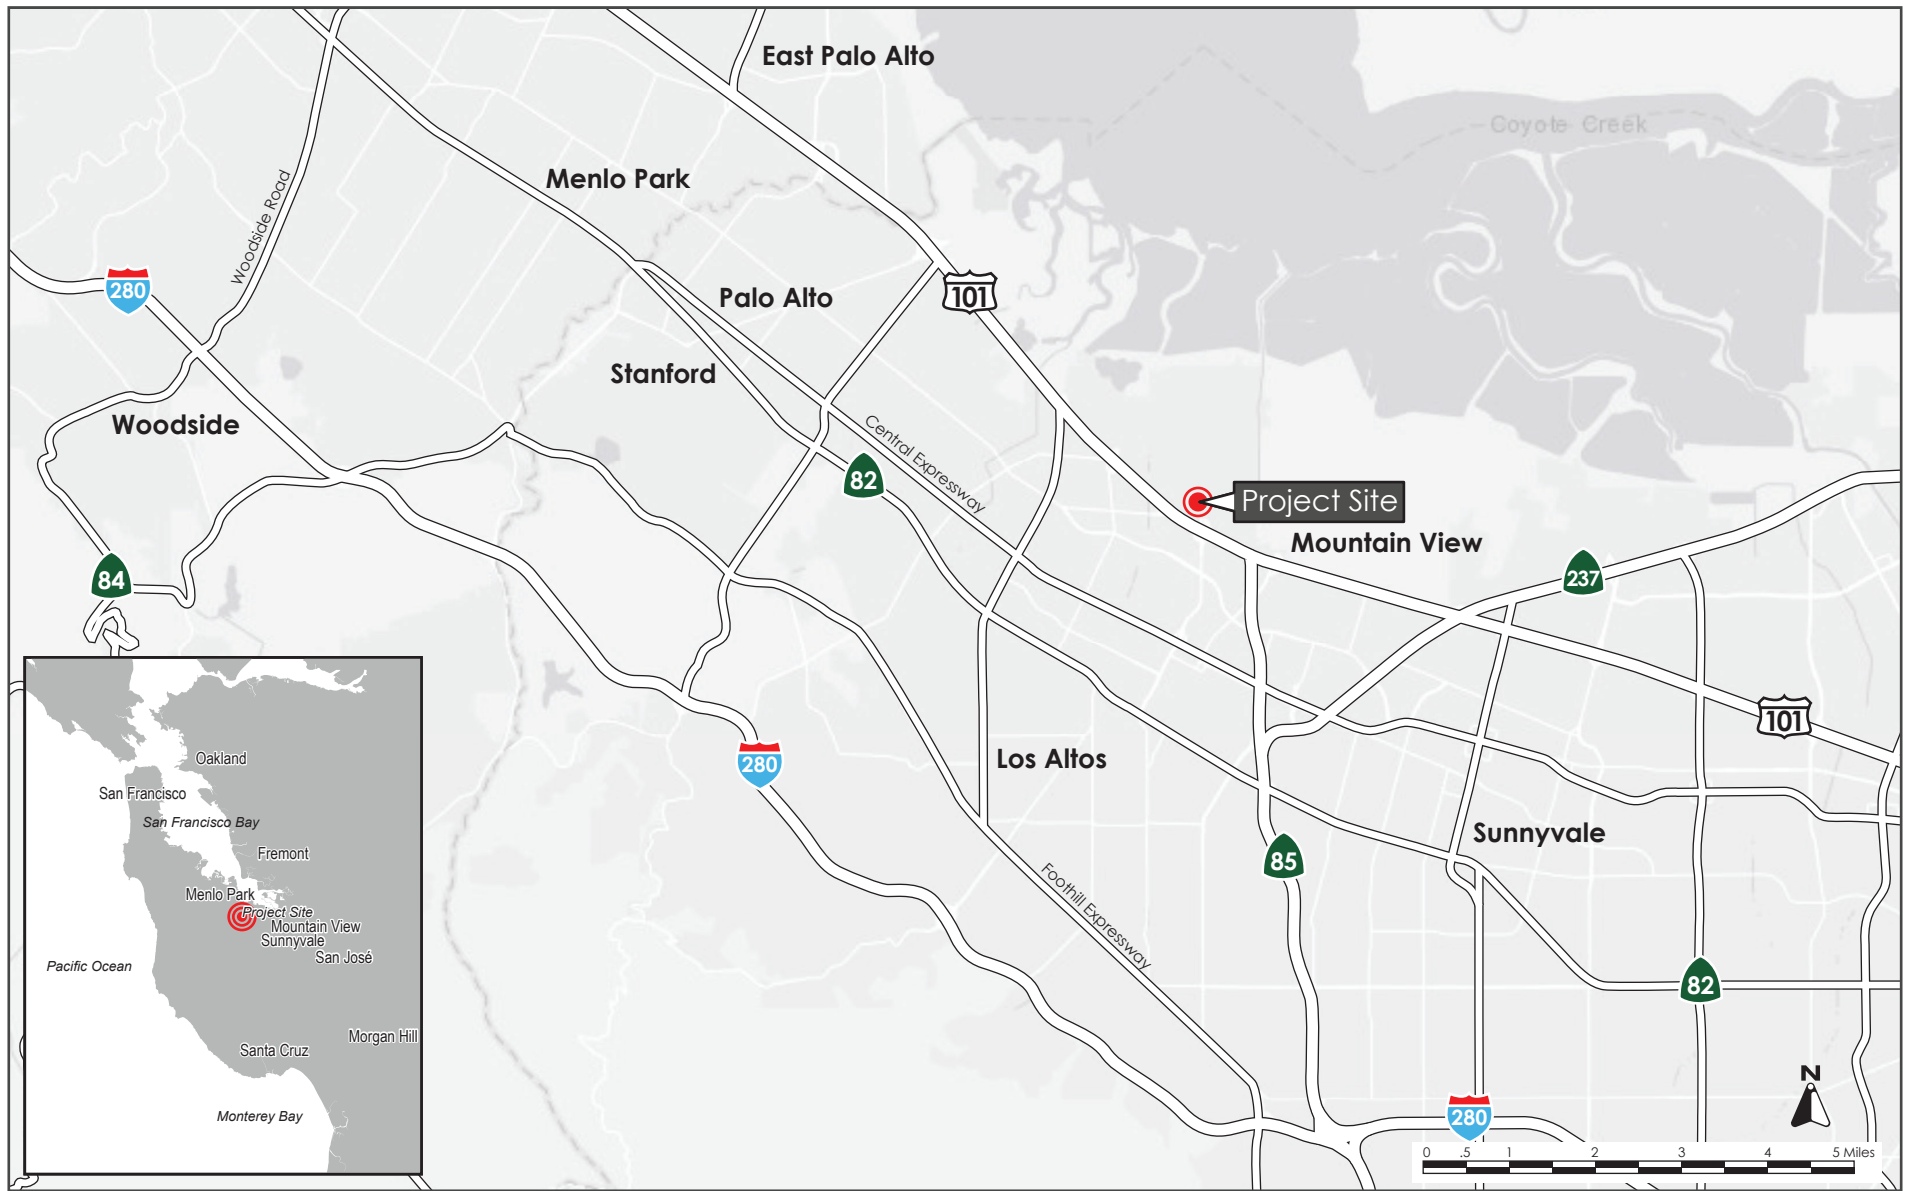 East Palo Alto
Coyote Creek
Menlo Park
Woodside Road
280
Palo Alto
101
Stanford
Woodside
Central Expressway
82
Project Site
Mountain View
237
84
101
Los Altos
280
Sunnyvale
85
Foothill Expressway
82
280
N
0 .5 1 2 3 4 5 Miles
Oakland
San Francisco
San Francisco Bay
Fremont
Menlo Park
Project Site
Mountain View
Sunnyvale
San José
Pacific Ocean
Morgan Hill
Santa Cruz
Monterey Bay